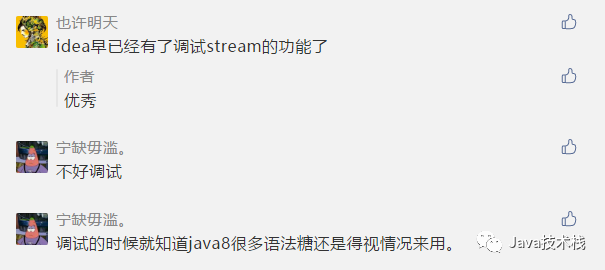 也许明天
idea早已经有了调试stream的功能了
作者
优秀
宁缺毋滥。
不好调试
宁缺毋滥。
调试的时候就知道java8很多语法糖还是得视情况来用。
Java技术栈